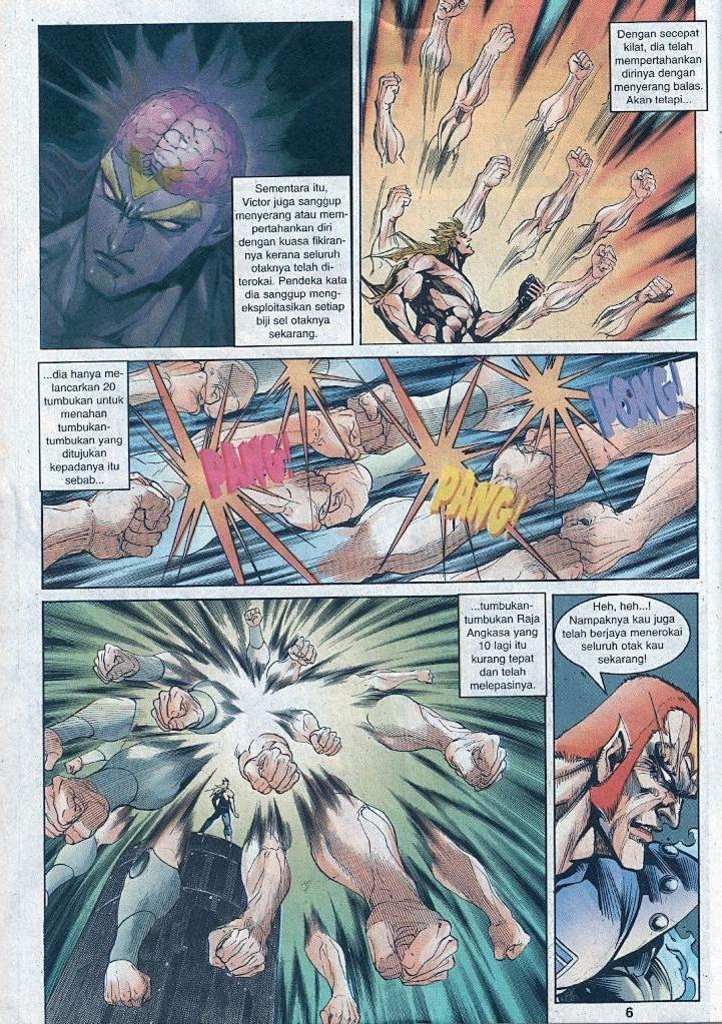 Sementara itu,
Victor juga sanggup
menyerang atau mem-
pertahankan diri
dengan kuasa fikiran-
nya kerana seluruh
otaknya telah di-
terokai. Pendeka kata
dia sanggup meng-
eksploitasikan setiap
biji sel otaknya
sekarang.
Dengan secepat
kilat, dia telah
mempertahankan
dirinya dengan
menyerang balas.
Akan tetapi...
...dia hanya me-
lancarkan 20
tumbukan untuk
menahan
tumbukan-
tumbukan yang
ditujukan
kepadanya itu
sebab...
PANG!
PANG!
PONG!
...tumbukan-
tumbukan Raja
Angkasa yang
10 lagi itu
kurang tepat
dan telah
melepasinya.
Heh, heh...!
Nampaknya kau juga
telah berjaya menerokai
seluruh otak kau
sekarang!
6